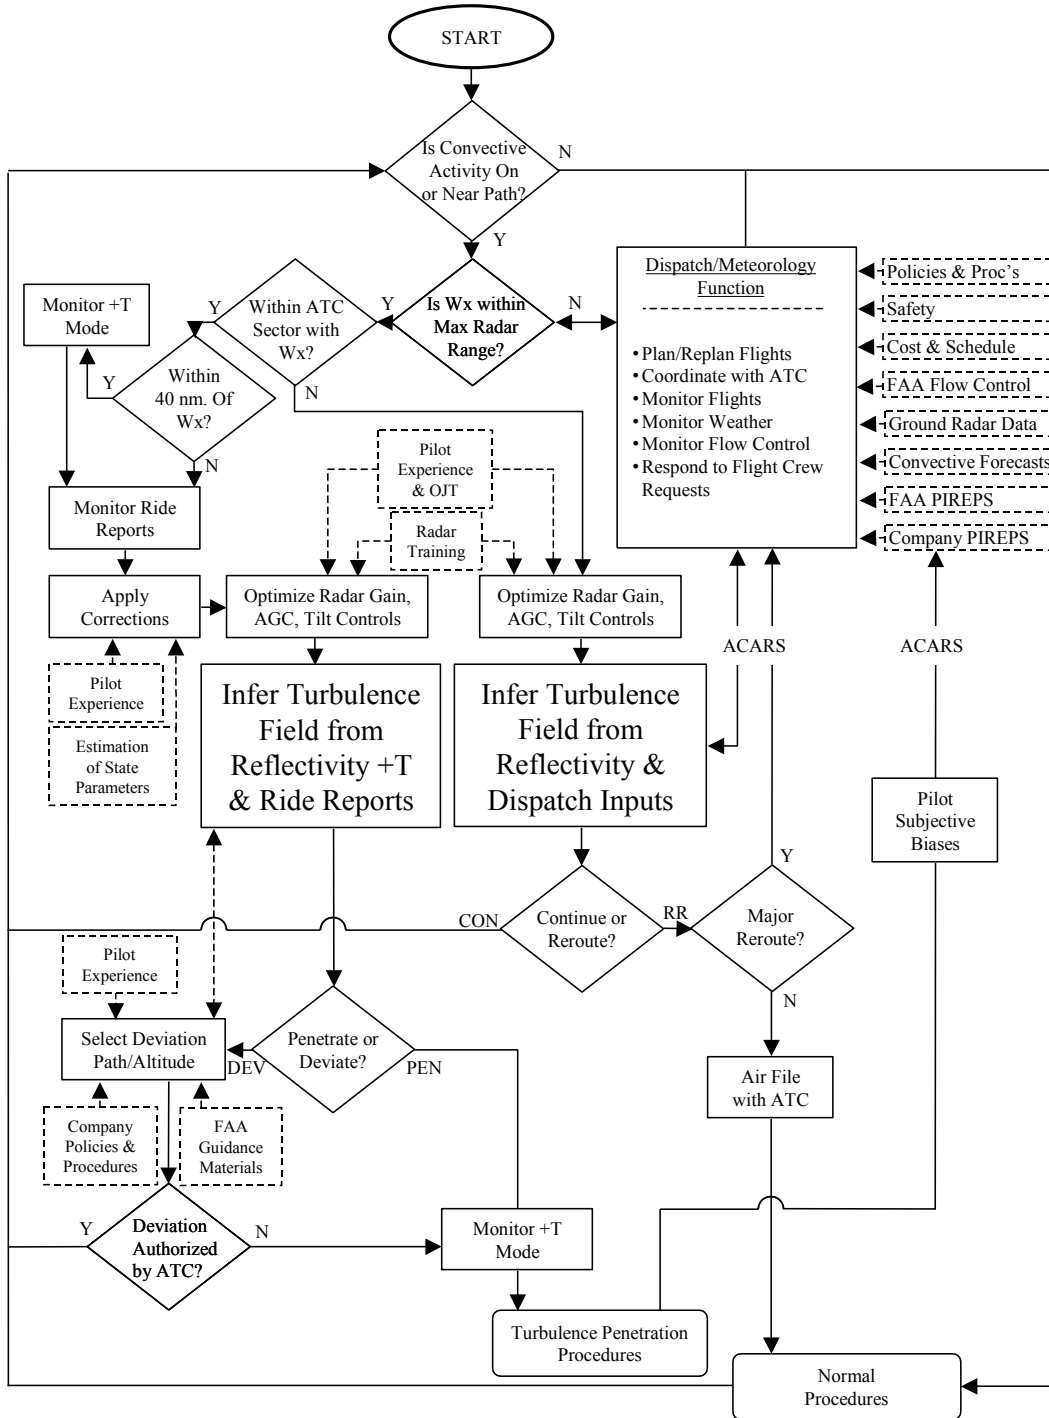 START
Is Convective
Activity On
or Near Path?
N
Y
Dispatch/Meteorology
Function
• Plan/Replan Flights
• Coordinate with ATC
• Monitor Flights
• Monitor Weather
• Monitor Flow Control
• Respond to Flight Crew
Requests
Policies & Proc's
Safety
Cost & Schedule
FAA Flow Control
Ground Radar Data
Convective Forecasts
FAA PIREPS
Company PIREPS
Is Wx within
Max Radar
Range?
Y
N
Within ATC
Sector with
Wx?
Y
N
Monitor +T
Mode
Within
40 nm. Of
Wx?
Y
N
Monitor Ride
Reports
Pilot
Experience
& OJT
Radar
Training
Apply
Corrections
Optimize Radar Gain,
AGC, Tilt Controls
Optimize Radar Gain,
AGC, Tilt Controls
ACARS
ACARS
Pilot
Experience
Estimation
of State
Parameters
Infer Turbulence
Field from
Reflectivity +T
& Ride Reports
Infer Turbulence
Field from
Reflectivity &
Dispatch Inputs
Pilot
Subjective
Biases
Y
CON
Continue or
Reroute?
RR
Major
Reroute?
N
Pilot
Experience
Select Deviation
Path/Altitude
DEV
Penetrate or
Deviate?
PEN
Air File
with ATC
Company
Policies &
Procedures
FAA
Guidance
Materials
Y
Deviation
Authorized
by ATC?
N
Monitor +T
Mode
Turbulence Penetration
Procedures
Normal
Procedures